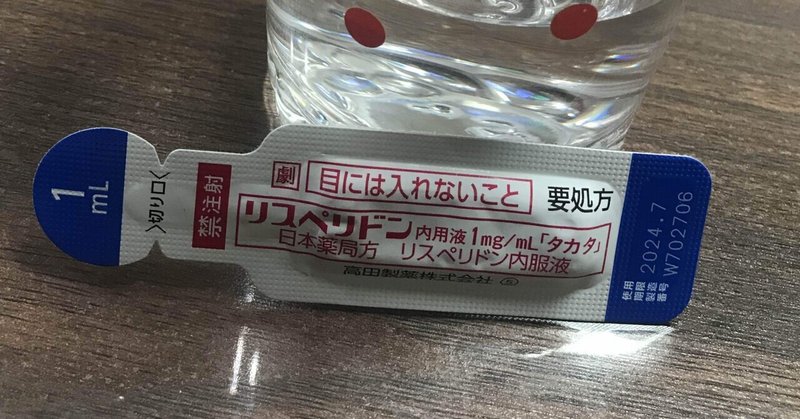 1
mL
>切り口<
禁注射
劇 目には入れないこと 要処方
リスペリドン内用液1mg/mL「タカタ」
日本薬局方 リスペリドン内服液
高田製薬株式会社 ⑤
使用期限 2024.7
製造番号 W702706